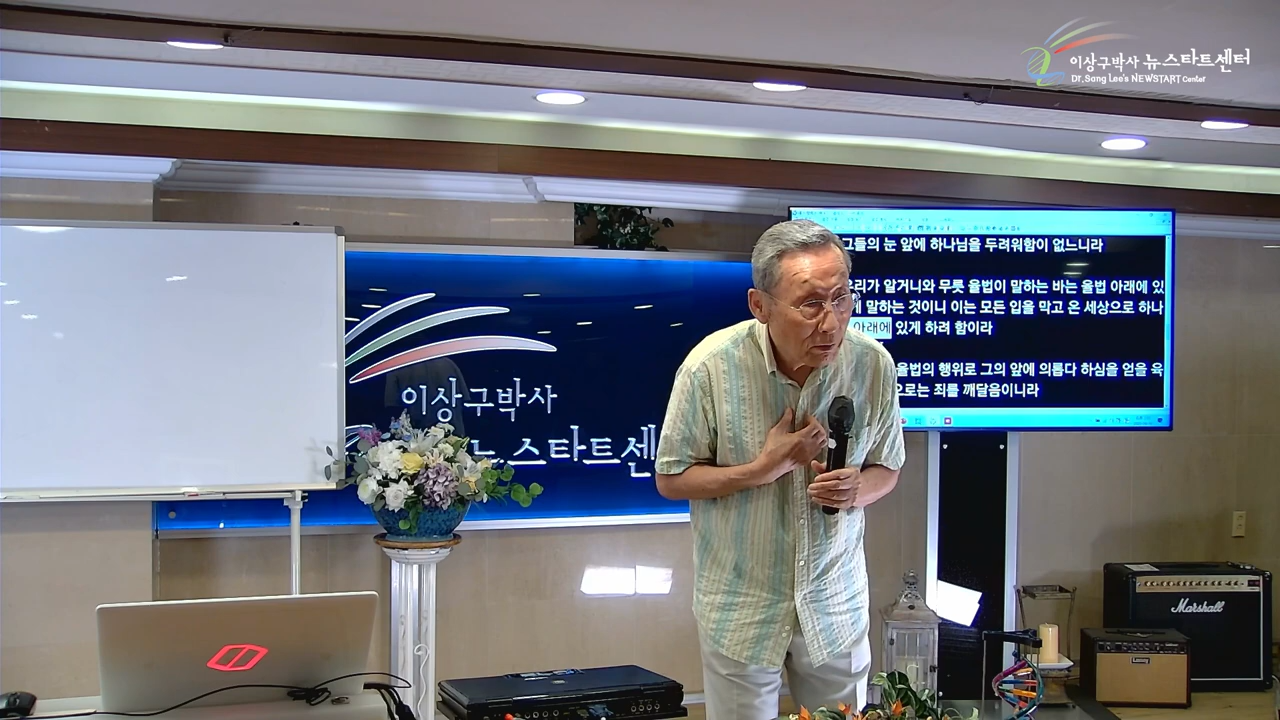 이상구박사 뉴스타트센터
Dr. Sang Lee's NEWSTART Center
그들의 눈 앞에 하나님을 두려워함이 없느니라
우리가 알거니와 무릇 율법이 말하는 바는 율법 아래에 있
게 말하는 것이니 이는 모든 입을 막고 온 세상으로 하나
아래에 있게 하려 함이라
율법의 행위로 그의 앞에 의롭다 하심을 얻을 육
으로는 죄를 깨달음이니라
이상구박사
뉴스타트센
Marshall
Laney